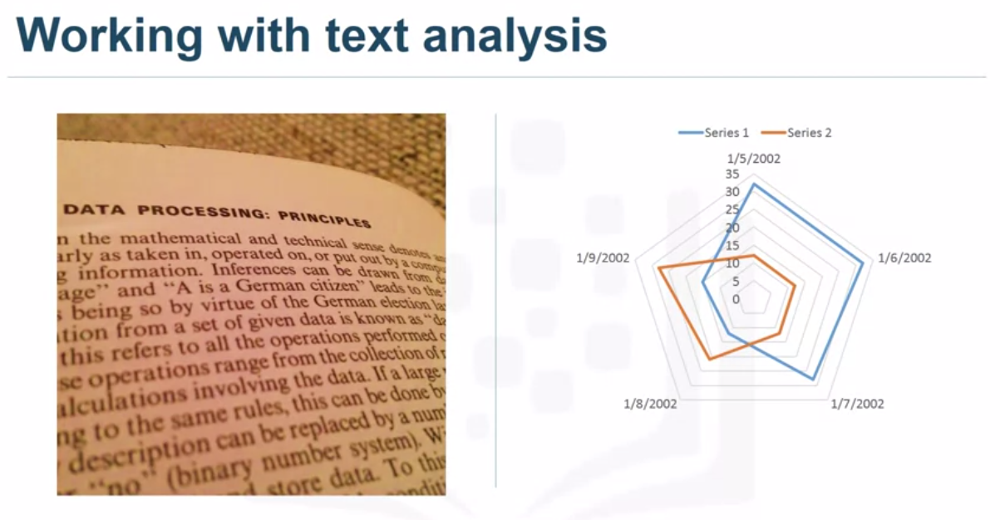 Working with text analysis
DATA PROCESSING: PRINCIPLES
n the mathematical and technical sense denotes
arly as taken in, operated on, or put out by a
g information. Inferences can be drawn from
age" and "A is a German citizen" leads to the
being so by virtue of the German election
tion from a set of given data is known as
this refers to all the operations performed
se operations range from the collection of
alculations involving the data. If a large
ng to the same rules, this can be done by
description can be replaced by a num
"no" (binary number system). Wi
store data. To this
Series 1 Series 2
1/5/2002
35
30
25
20
15
10
5
0
1/9/2002
1/6/2002
1/8/2002
1/7/2002